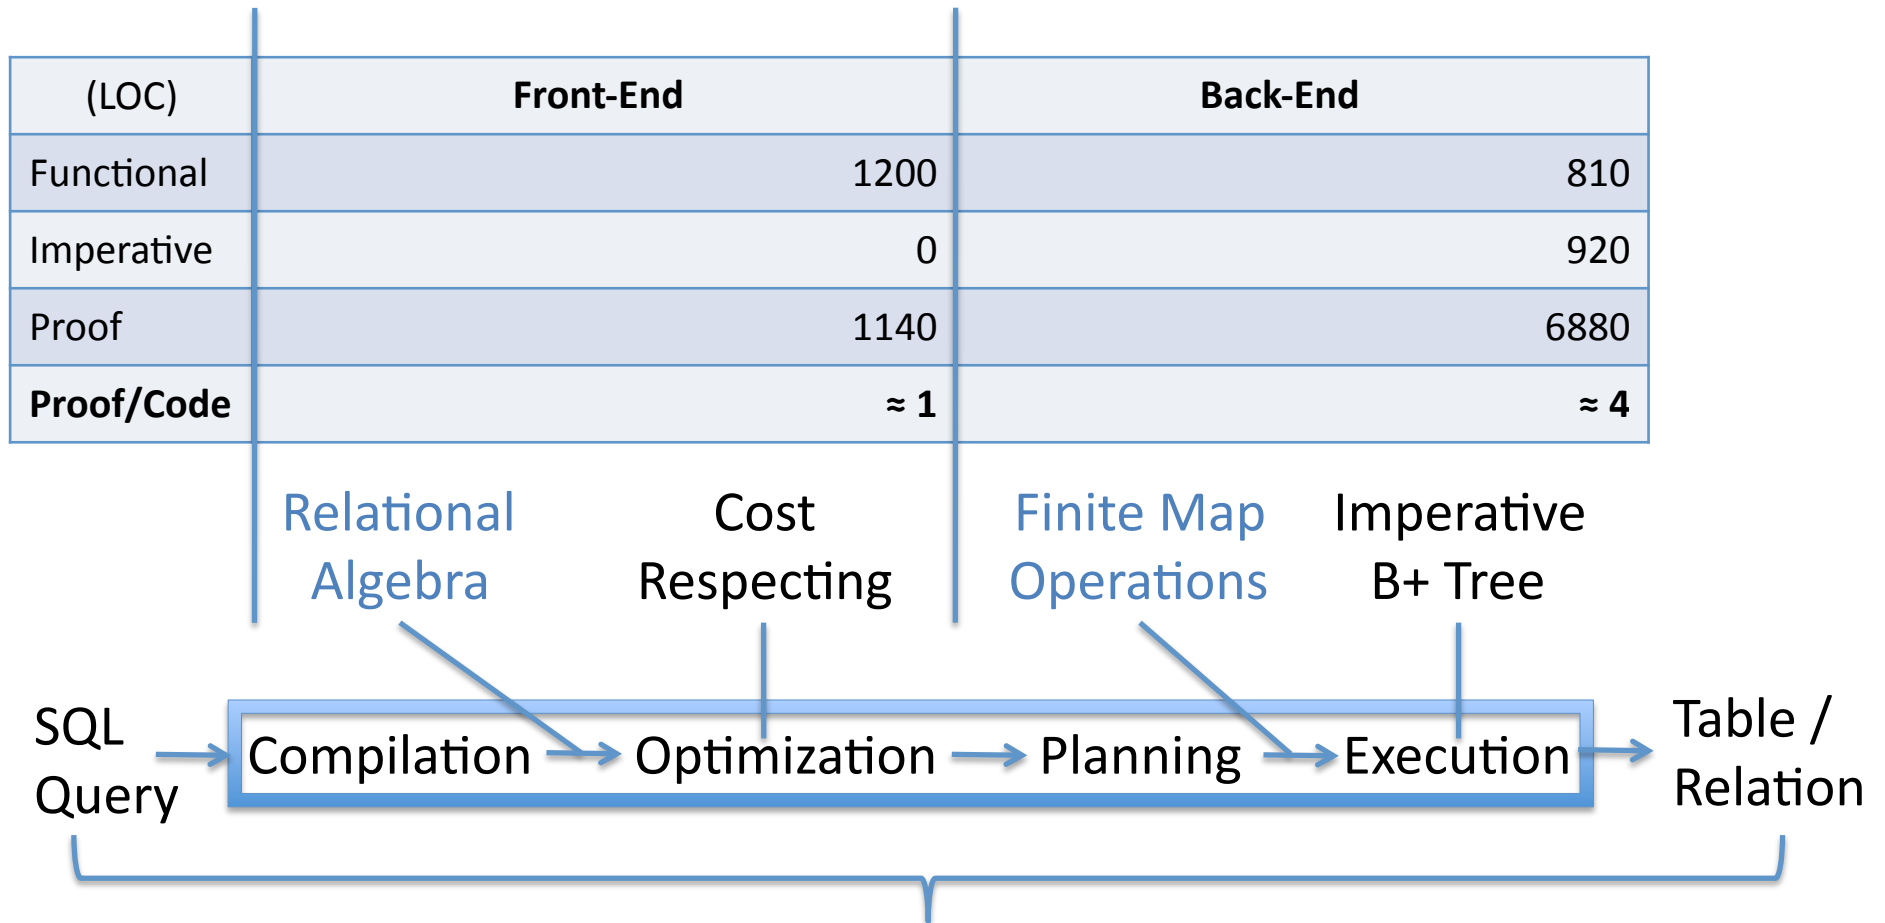 (LOC) Front-End Back-End
Functional 1200 810
Imperative 0 920
Proof 1140 6880
Proof/Code ≈ 1 ≈ 4
Relational
Algebra
Cost
Respecting
Finite Map
Operations
Imperative
B+ Tree
SQL
Query
Compilation
Optimization
Planning
Execution
Table /
Relation